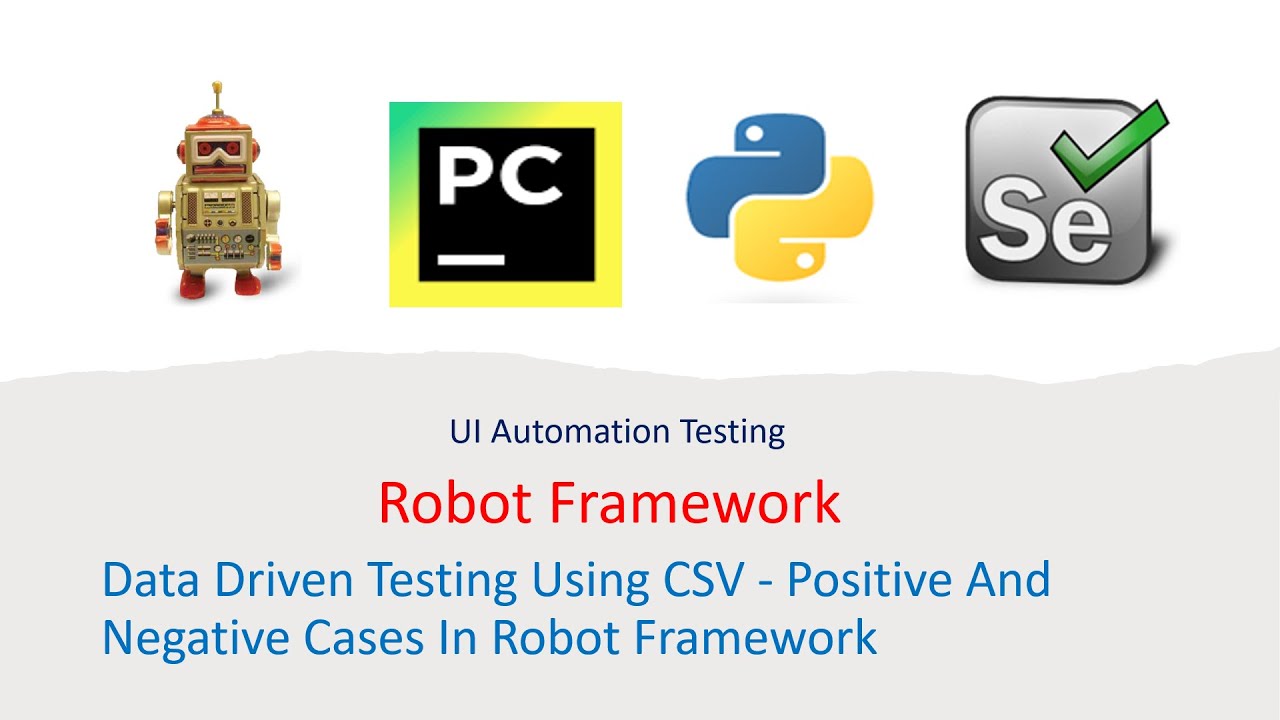 PC
Se
UI Automation Testing
Robot Framework
Data Driven Testing Using CSV - Positive And
Negative Cases In Robot Framework